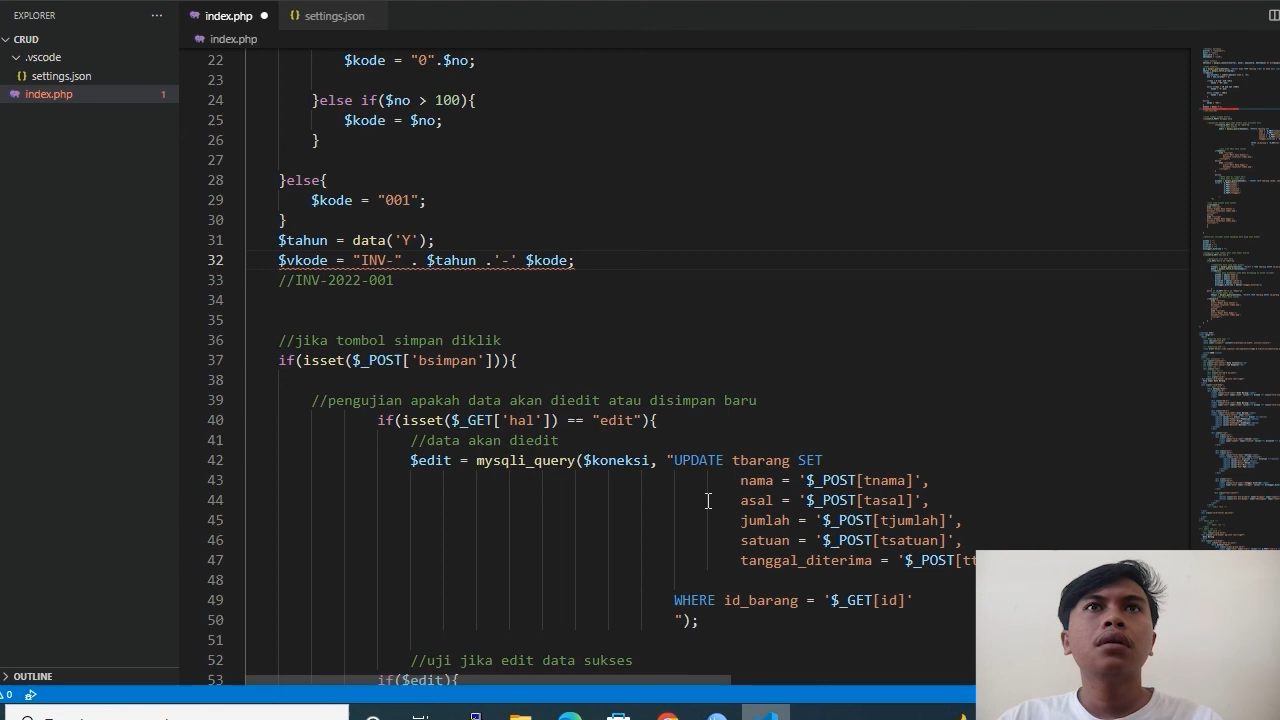 EXPLORER
···
index.php
{} settings.json
CRUD
index.php
.vscode
{} settings.json
index.php 1
22 $kode = "0".$no;
23
24 }else if($no > 100){
25 $kode = $no;
26 }
27
28 }else{
29 $kode = "001";
30 }
31 $tahun = data('Y');
32 $vkode = "INV-" . $tahun .'-' $kode;
33 //INV-2022-001
34
35
36 //jika tombol simpan diklik
37 if(isset($_POST['bsimpan'])){
38
39 //pengujian apakah data akan diedit atau disimpan baru
40 if(isset($_GET['hal']) == "edit"){
41 //data akan diedit
42 $edit = mysqli_query($koneksi, "UPDATE tbarang SET
43 nama = '$_POST[tnama]',
44 asal = '$_POST[tasal]',
45 jumlah = '$_POST[tjumlah]',
46 satuan = '$_POST[tsatuan]',
47 tanggal_diterima = '$_POST[tt
48
49 WHERE id_barang = '$_GET[id]'
50 ");
51
52 //uji jika edit data sukses
53 if($edit){
OUTLINE
0